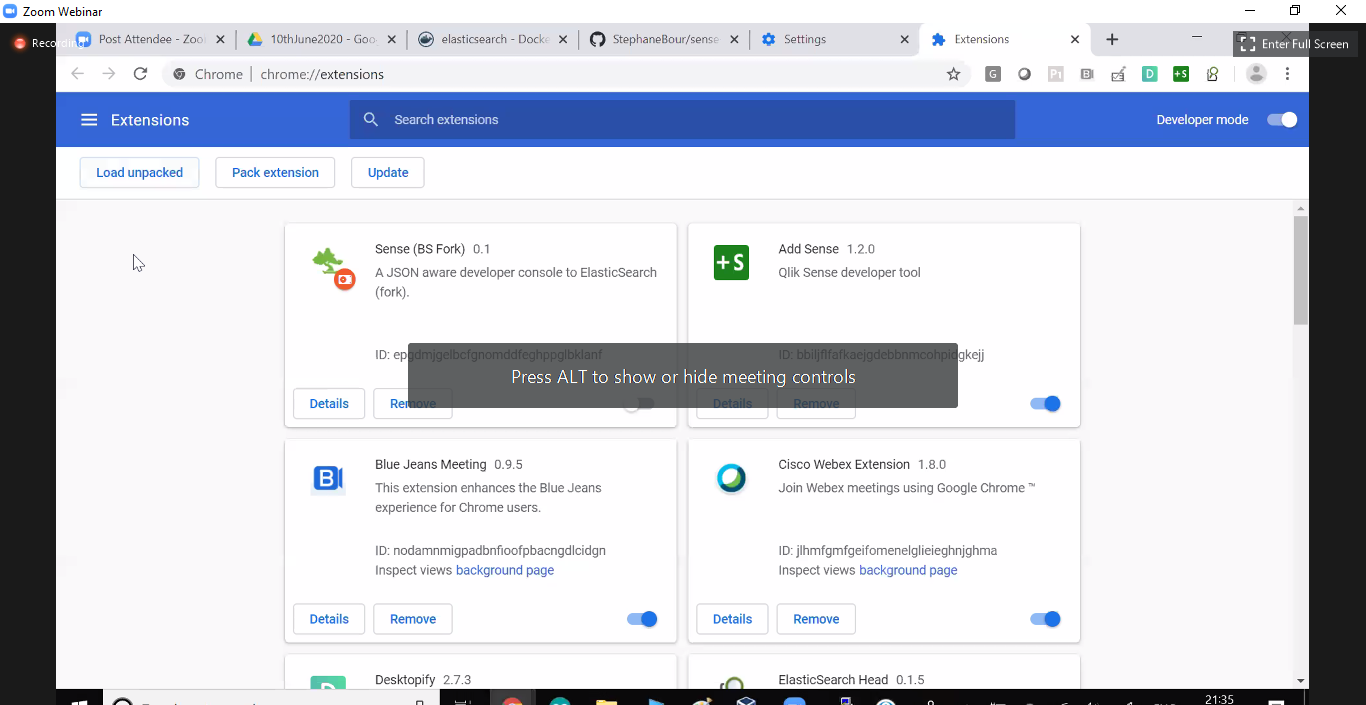 Zoom Webinar
Recording
Post Attendee - Zoo
10thJune2020 - Goo
elasticsearch - Docke
StephaneBour/sense
Settings
Extensions
Enter Full Screen
Chrome | chrome://extensions
G
P1
B
D
+S
Extensions
Search extensions
Developer mode
Load unpacked
Pack extension
Update
Sense (BS Fork) 0.1
A JSON aware developer console to ElasticSearch
(fork).
ID: epgdmjgelbcfgnomddfeghppglbklanf
Details
Remove
+S
Add Sense 1.2.0
Qlik Sense developer tool
ID: bbiljflfafkaejgdebbnmcohpidgkejj
Details
Remove
Press ALT to show or hide meeting controls
B
Blue Jeans Meeting 0.9.5
This extension enhances the Blue Jeans
experience for Chrome users.
ID: nodamnmigpadbnfioofpbacngdlcidgn
Inspect views background page
Details
Remove
Cisco Webex Extension 1.8.0
Join Webex meetings using Google Chrome ™
ID: jlhmfgmfgeifomenelglieieghnjghma
Inspect views background page
Details
Remove
Desktopify 2.7.3
ElasticSearch Head 0.1.5
21:35